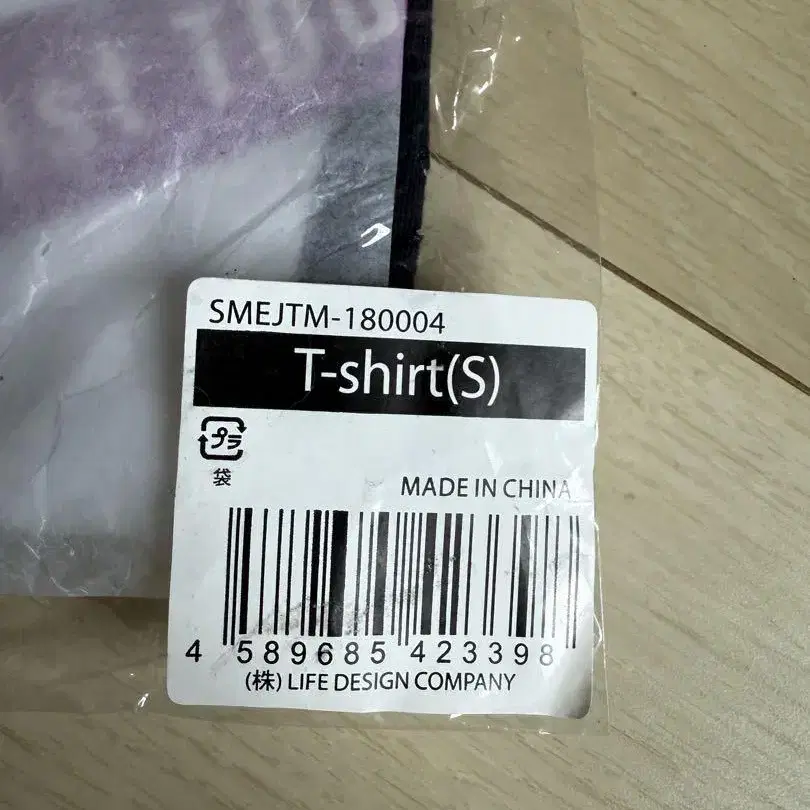 SMEJTM-180004
T-shirt(S)
プラ
袋
MADE IN CHINA
4 589685 423398
(株) LIFE DESIGN COMPANY